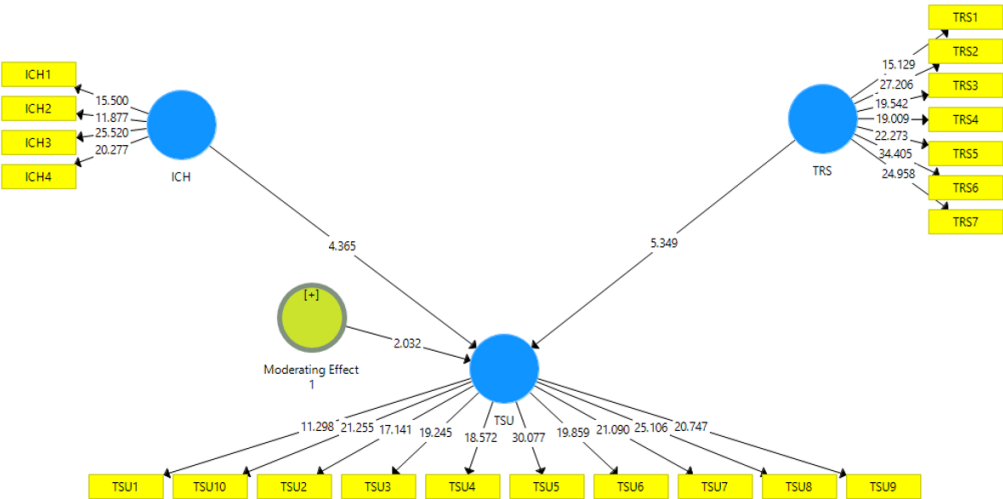 TRS1
TRS2
TRS3
TRS4
TRS5
TRS6
TRS7
15.129
27.206
19.542
19.009
22.273
34.405
24.958
TRS
ICH1
ICH2
ICH3
ICH4
15.500
11.877
25.520
20.277
ICH
4.365
5.349
[+]
Moderating Effect
1
2.032
TSU
11.298
21.255
17.141
19.245
18.572
30.077
19.859
21.090
25.106
20.747
TSU1
TSU10
TSU2
TSU3
TSU4
TSU5
TSU6
TSU7
TSU8
TSU9